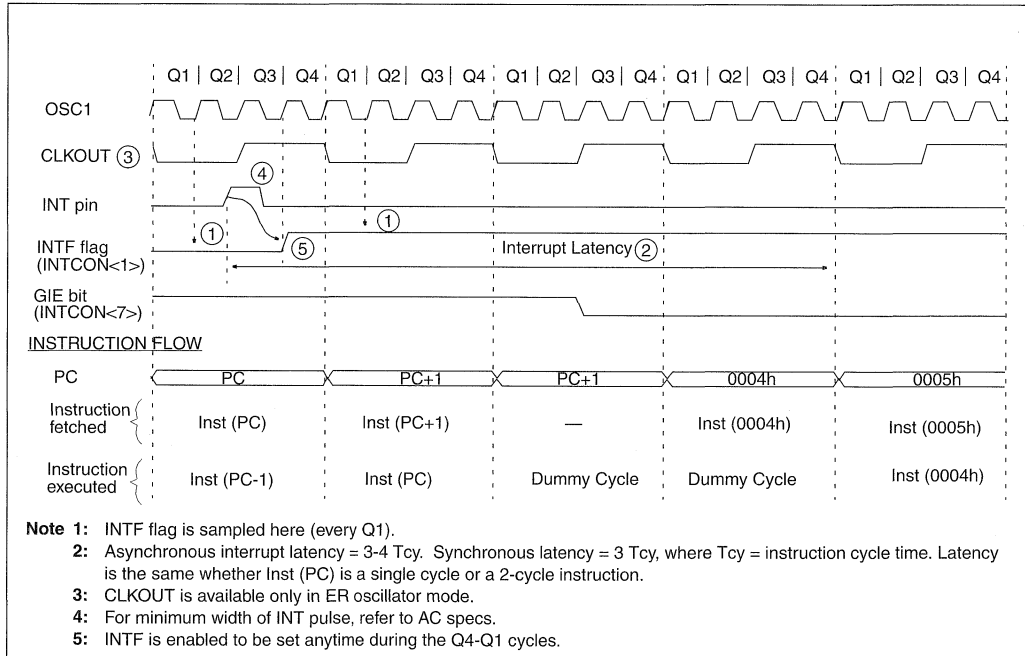 Q1 | Q2 | Q3 | Q4 Q1 | Q2 | Q3 | Q4 Q1 | Q2 | Q3 | Q4 Q1 | Q2 | Q3 | Q4 Q1 | Q2 | Q3 | Q4
OSC1
CLKOUT ③
④
INT pin
① ①
INTF flag
(INTCON<1>)
⑤
Interrupt Latency ②
GIE bit
(INTCON<7>)
INSTRUCTION FLOW
PC PC PC+1 PC+1 0004h 0005h
Instruction
fetched
Inst (PC) Inst (PC+1) — Inst (0004h) Inst (0005h)
Instruction
executed
Inst (PC-1) Inst (PC) Dummy Cycle Dummy Cycle Inst (0004h)
Note 1: INTF flag is sampled here (every Q1).
2: Asynchronous interrupt latency = 3-4 Tcy. Synchronous latency = 3 Tcy, where Tcy = instruction cycle time. Latency
is the same whether Inst (PC) is a single cycle or a 2-cycle instruction.
3: CLKOUT is available only in ER oscillator mode.
4: For minimum width of INT pulse, refer to AC specs.
5: INTF is enabled to be set anytime during the Q4-Q1 cycles.